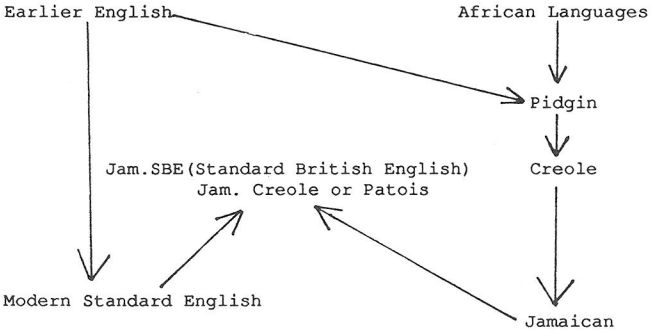 Earlier English
African Languages
Pidgin
Jam.SBE(Standard British English)
Jam. Creole or Patois
Creole
Modern Standard English
Jamaican